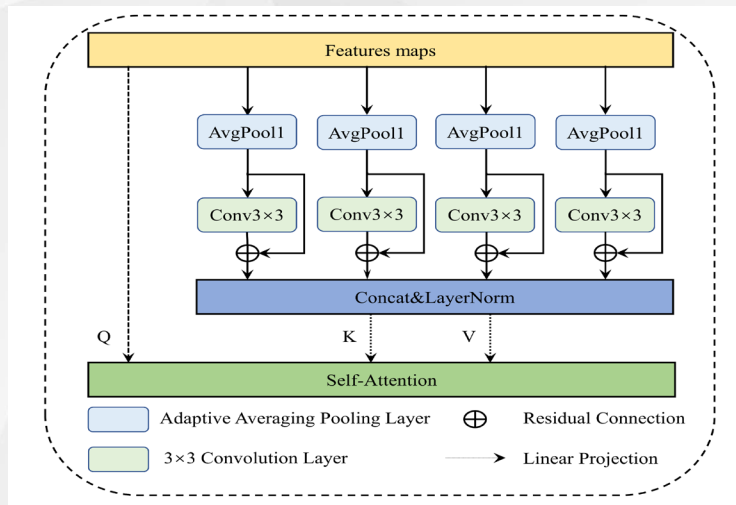 Features maps
AvgPool1 AvgPool1 AvgPool1 AvgPool1
Conv3×3 Conv3×3 Conv3×3 Conv3×3
Concat&LayerNorm
Q K V
Self-Attention
Adaptive Averaging Pooling Layer Residual Connection
3×3 Convolution Layer Linear Projection